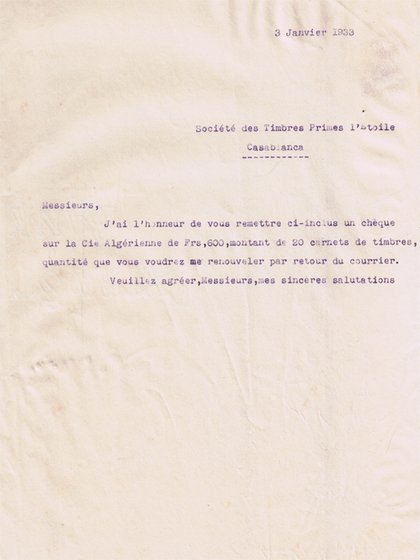 3 Janvier 1933
Société des Timbres Primes l'Etoile
Casablanca
Messieurs,
J'ai l'honneur de vous remettre ci-inclus un chèque
sur la Cie Algérienne de Frs,600,montant de 20 carnets de timbres,
quantité que vous voudrez me renouveler par retour du courrier.
Veuillez agréer,Messieurs,mes sincères salutations